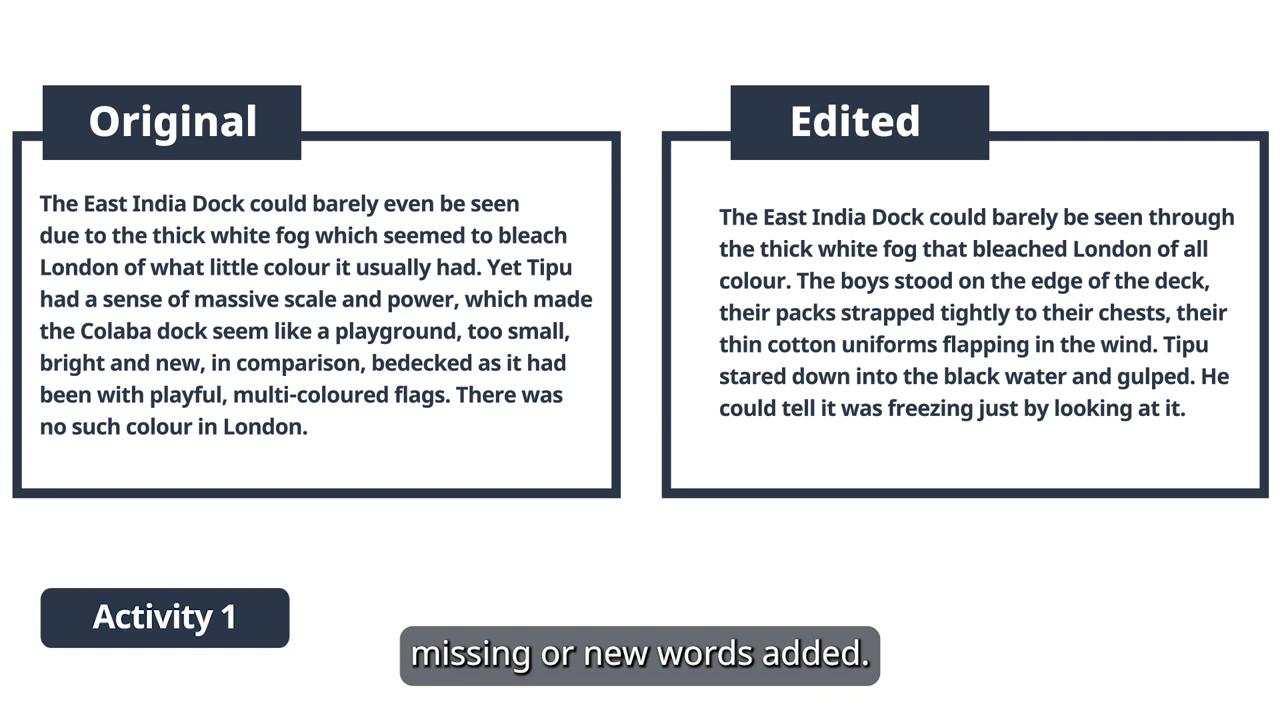 Original
The East India Dock could barely even be seen
due to the thick white fog which seemed to bleach
London of what little colour it usually had. Yet Tipu
had a sense of massive scale and power, which made
the Colaba dock seem like a playground, too small,
bright and new, in comparison, bedecked as it had
been with playful, multi-coloured flags. There was
no such colour in London.
Edited
The East India Dock could barely be seen through
the thick white fog that bleached London of all
colour. The boys stood on the edge of the deck,
their packs strapped tightly to their chests, their
thin cotton uniforms flapping in the wind. Tipu
stared down into the black water and gulped. He
could tell it was freezing just by looking at it.
Activity 1
missing or new words added.